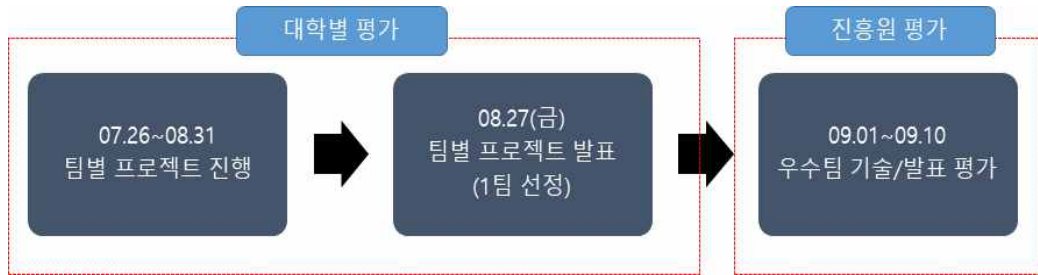 대학별 평가
07.26~08.31
팀별 프로젝트 진행
08.27(금)
팀별 프로젝트 발표
(1팀 선정)
진흥원 평가
09.01~09.10
우수팀 기술/발표 평가